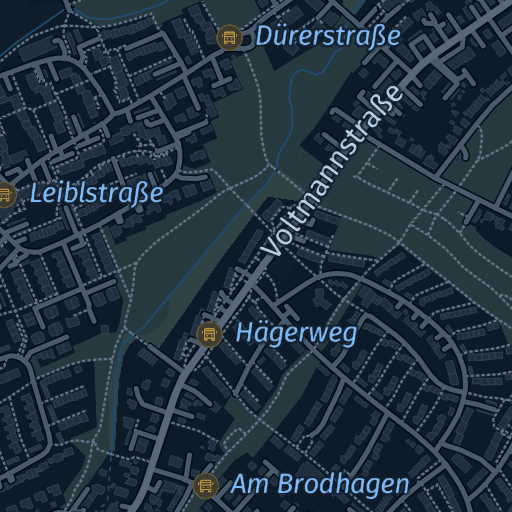 Dürerstraße
Voltmannstraße
Leiblstraße
Hägerweg
Am Brodhagen